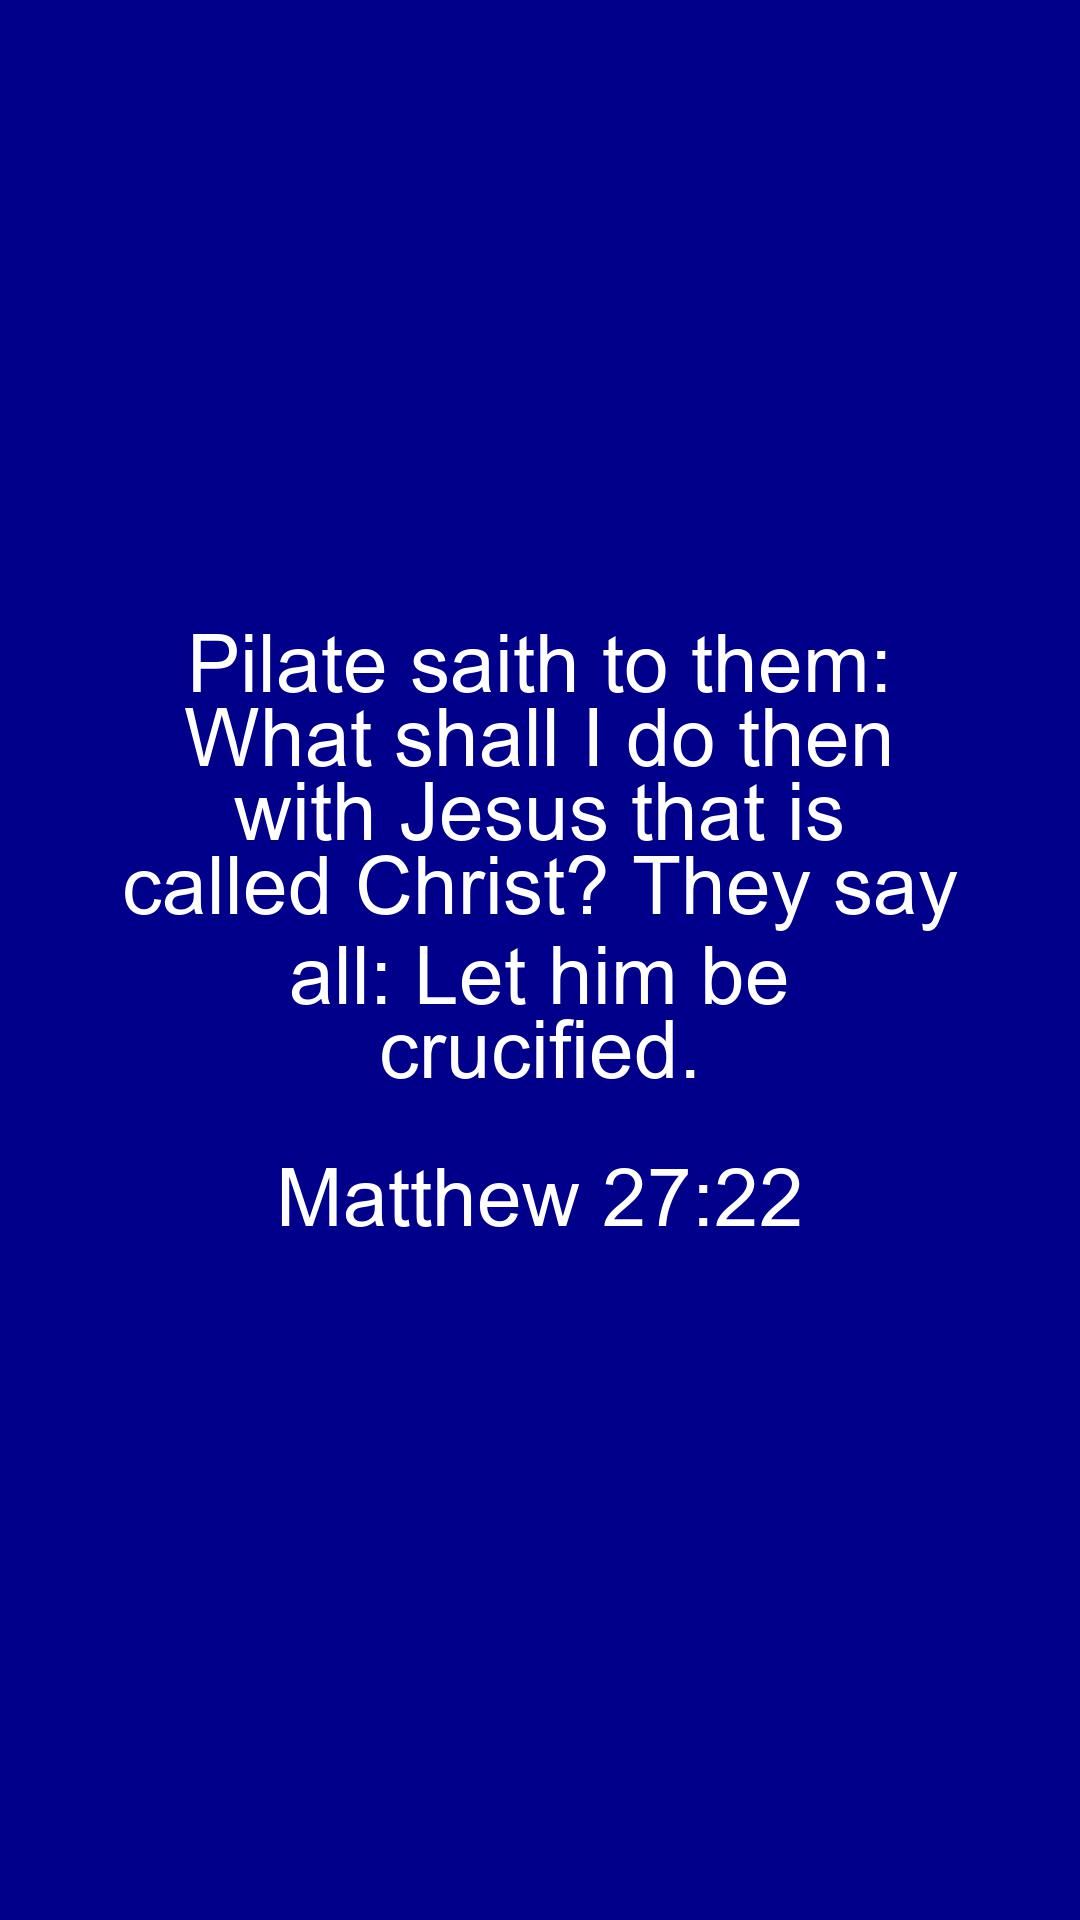 Pilate saith to them:
What shall I do then
with Jesus that is
called Christ? They say
all: Let him be
crucified.
Matthew 27:22